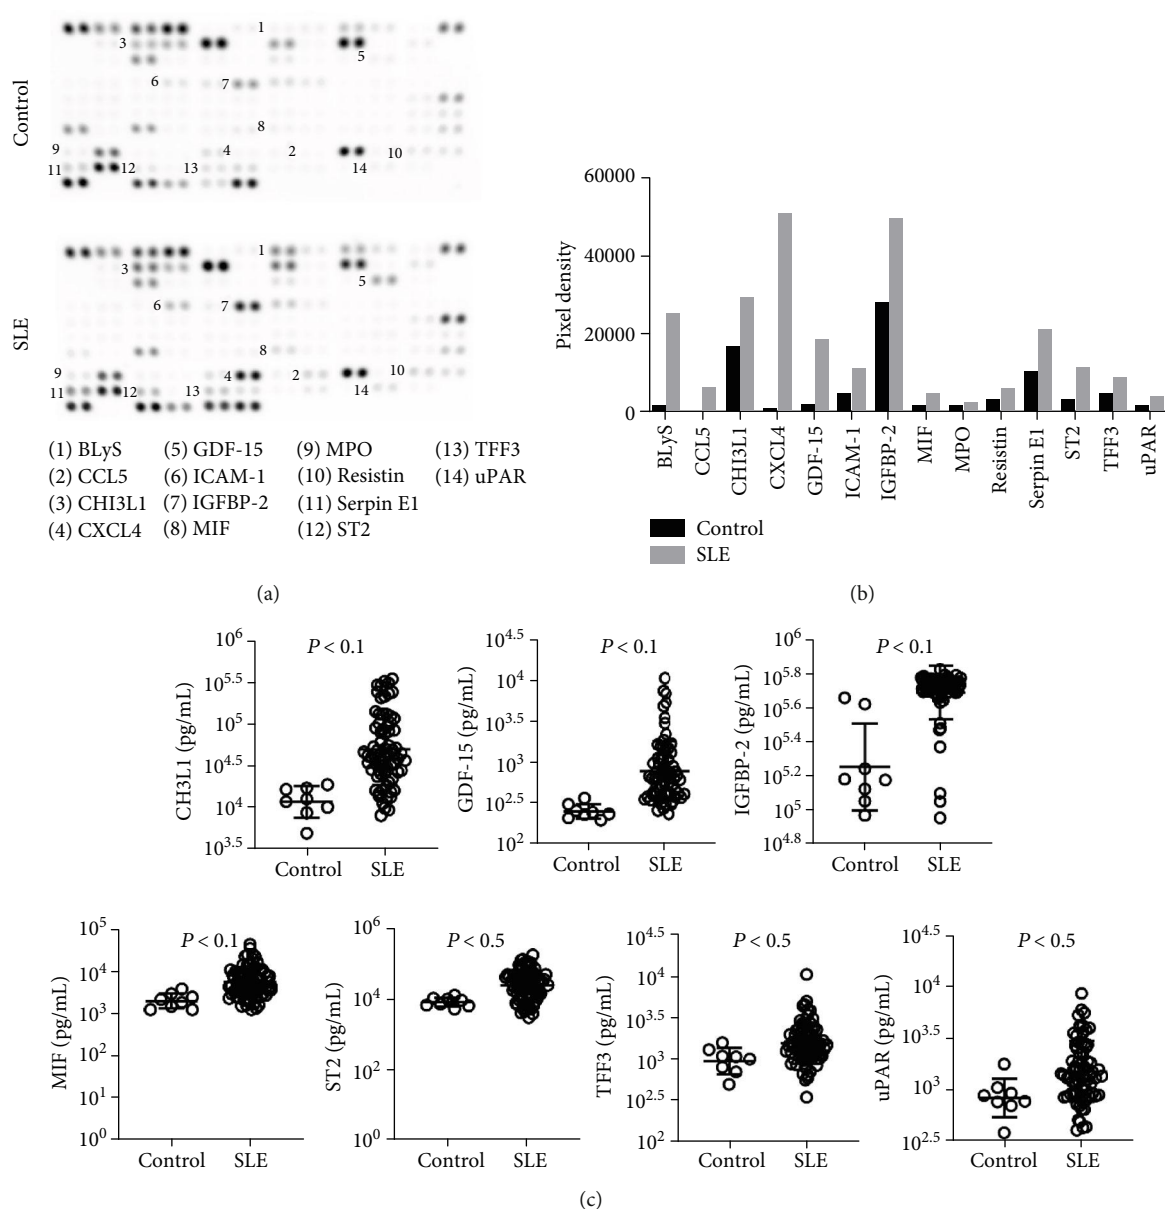 1
3
5
6
7
8
9
4
2
10
11
12
13
14
Control
1
3
5
6
7
8
9
4
2
10
11
12
13
14
SLE
(1) BLyS (5) GDF-15 (9) MPO (13) TFF3
(2) CCL5 (6) ICAM-1 (10) Resistin (14) uPAR
(3) CHI3L1 (7) IGFBP-2 (11) Serpin E1
(4) CXCL4 (8) MIF (12) ST2
(a)
60000
40000
20000
0
Pixel density
BLyS
CCL5
CHI3L1
CXCL4
GDF-15
ICAM-1
IGFBP-2
MIF
MPO
Resistin
Serpin E1
ST2
TFF3
uPAR
Control
SLE
(b)
CH3L1 (pg/mL)
10^6
10^5.5
10^5
10^4.5
10^4
10^3.5
P < 0.1
Control SLE
GDF-15 (pg/mL)
10^4.5
10^4
10^3.5
10^3
10^2.5
10^2
P < 0.1
Control SLE
IGFBP-2 (pg/mL)
10^6
10^5.8
10^5.6
10^5.4
10^5.2
10^5
10^4.8
P < 0.1
Control SLE
MIF (pg/mL)
10^5
10^4
10^3
10^2
10^1
10^0
P < 0.1
Control SLE
ST2 (pg/mL)
10^6
10^4
10^2
10^0
P < 0.5
Control SLE
TFF3 (pg/mL)
10^4.5
10^4
10^3.5
10^3
10^2.5
10^2
P < 0.5
Control SLE
uPAR (pg/mL)
10^4.5
10^4
10^3.5
10^3
10^2.5
P < 0.5
Control SLE
(c)